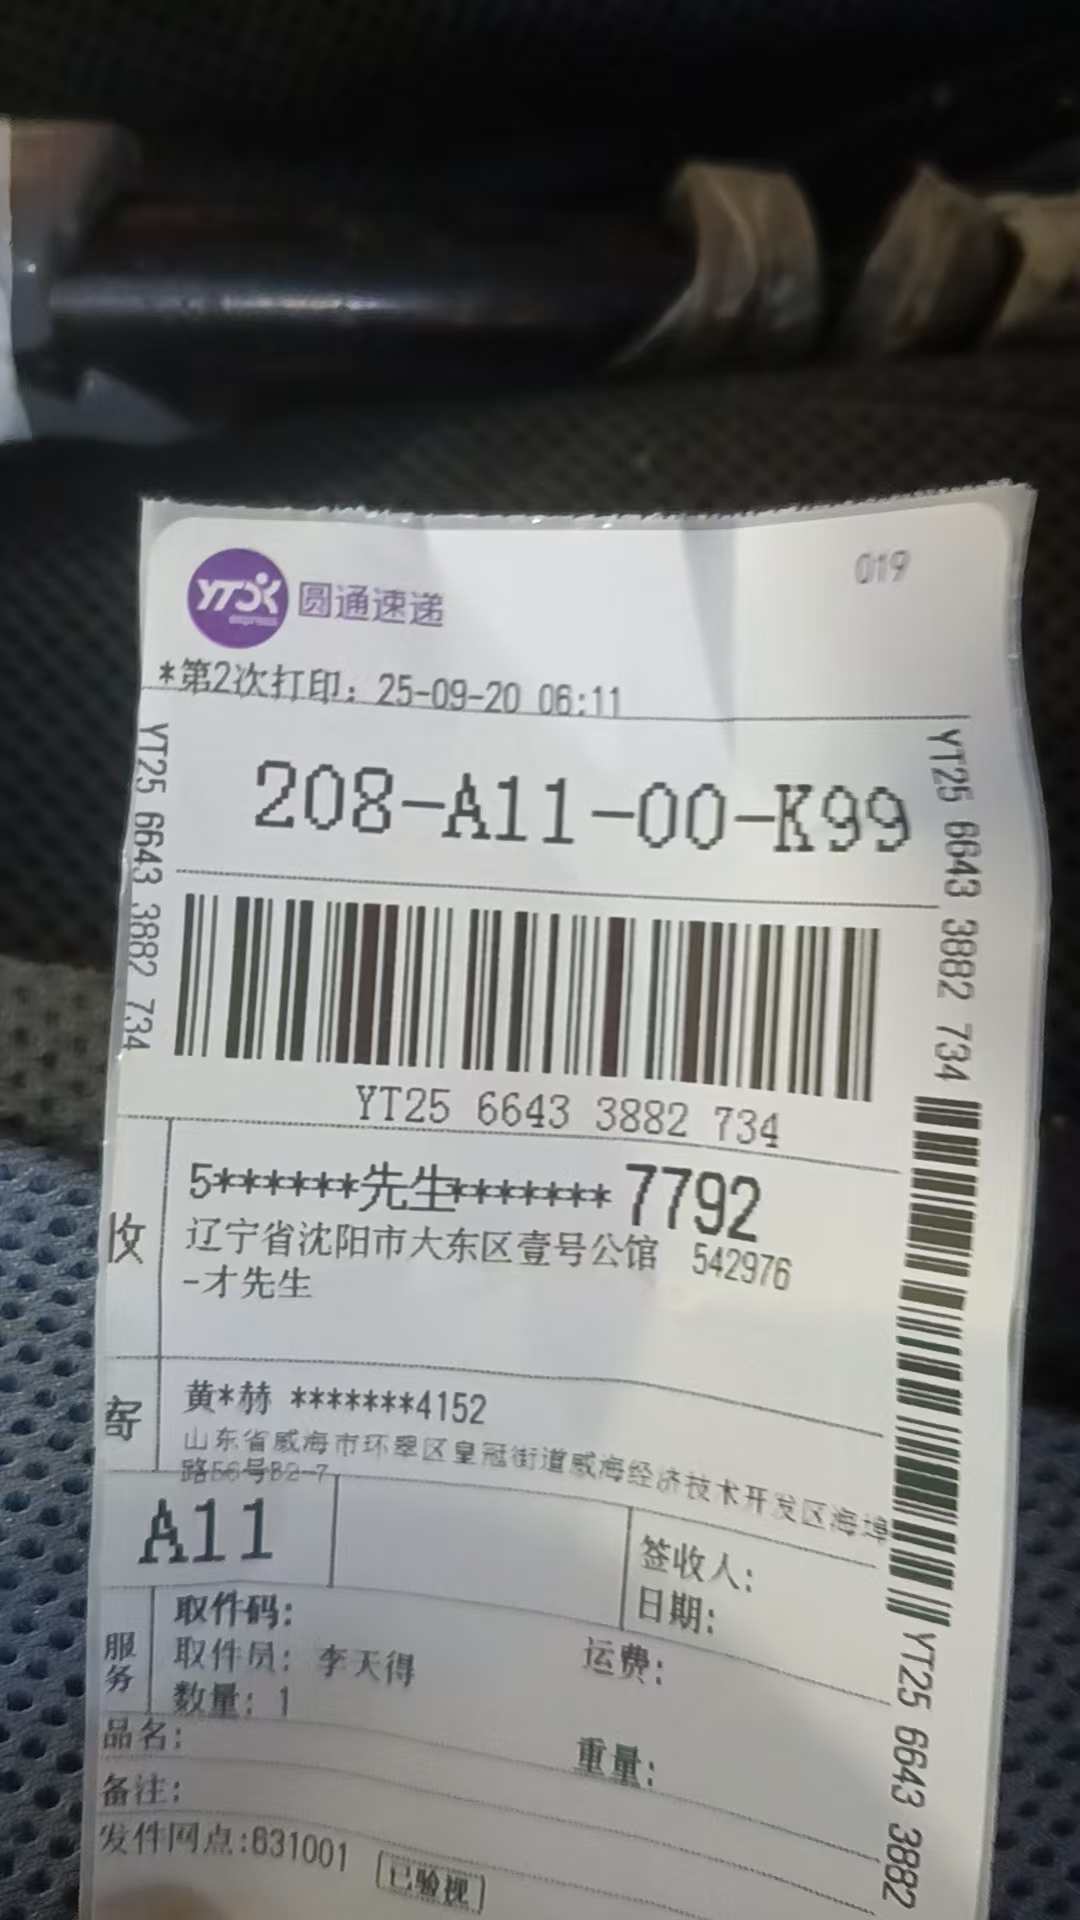 YTO express 圆通速递
019
*第2次打印: 25-09-20 06:11
208-A11-00-K99
YT25 6643 3882 734
YT25 6643 3882 734
YT25 6643 3882 734
收
5******先生******* 7792
辽宁省沈阳市大东区壹号公馆 542976
-才先生
寄
黄*赫 *******4152
山东省威海市环翠区皇冠街道威海经济技术开发区海埠
路56号B2-7
A11
签收人:
日期:
服务
取件码:
取件员: 李天得
运费:
数量: 1
品名:
重量:
备注:
发件网点:631001
已验视
YT25 6643 3882